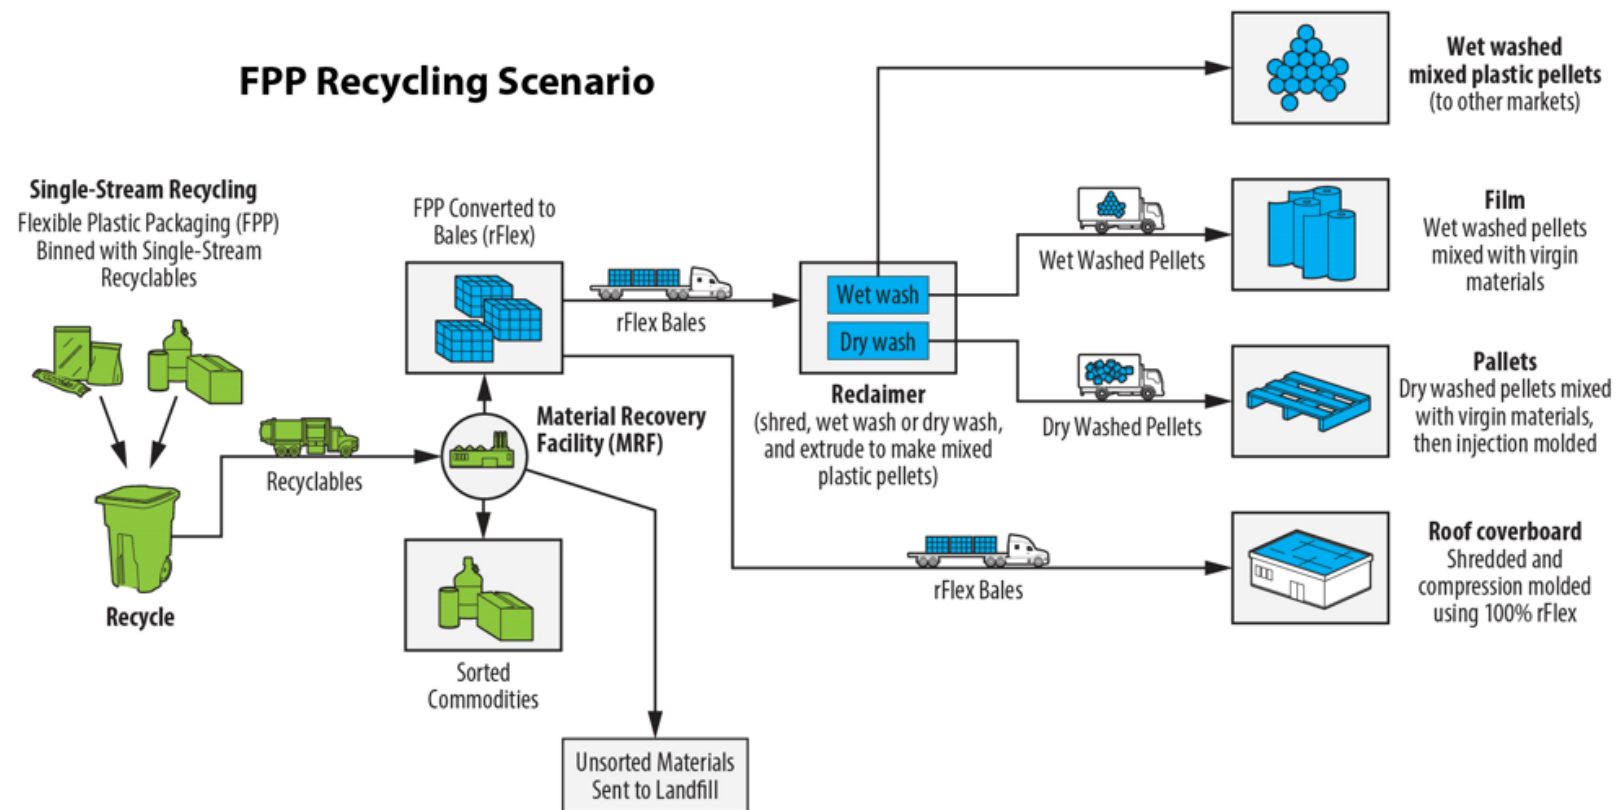 FPP Recycling Scenario
Single-Stream Recycling
Flexible Plastic Packaging (FPP)
Binned with Single-Stream
Recyclables
Recycle
Recyclables
FPP Converted to
Bales (rFlex)
Material Recovery
Facility (MRF)
Sorted
Commodities
Unsorted Materials
Sent to Landfill
rFlex Bales
Wet wash
Dry wash
Reclaimer
(shred, wet wash or dry wash,
and extrude to make mixed
plastic pellets)
Wet Washed Pellets
Dry Washed Pellets
rFlex Bales
Wet washed
mixed plastic pellets
(to other markets)
Film
Wet washed pellets
mixed with virgin
materials
Pallets
Dry washed pellets mixed
with virgin materials,
then injection molded
Roof coverboard
Shredded and
compression molded
using 100% rFlex